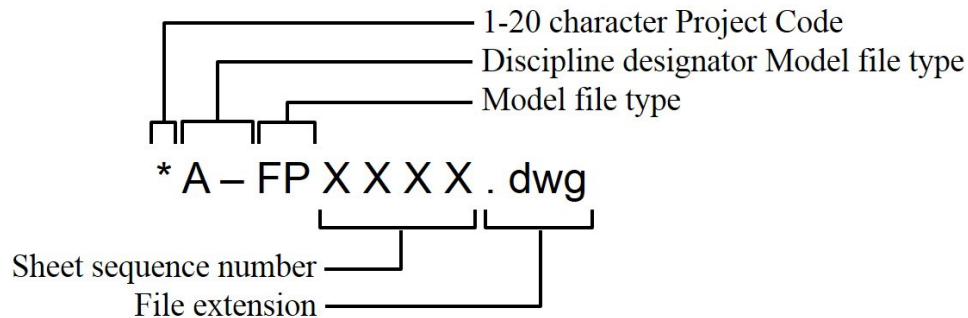 1-20 character Project Code
Discipline designator Model file type
Model file type
* A – FP X X X X . dwg
Sheet sequence number
File extension